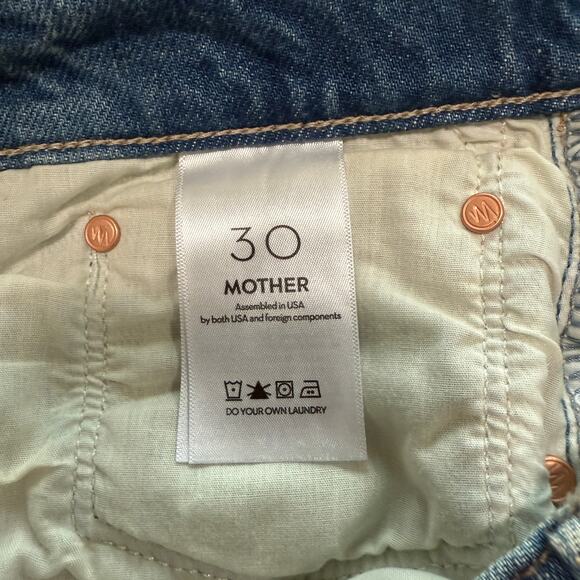 30
MOTHER
Assembled in USA
by both USA and foreign components
DO YOUR OWN LAUNDRY